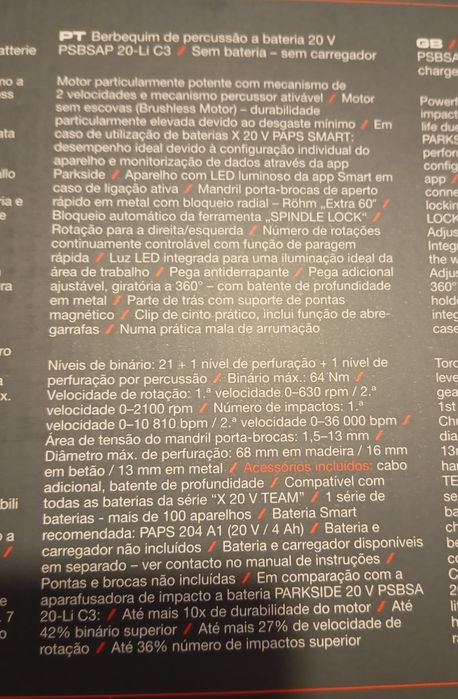 PT Berbequim de percussão a bateria 20 V
PSBSAP 20-Li C3 / Sem bateria – sem carregador
Motor particularmente potente com mecanismo de
2 velocidades e mecanismo percussor ativável / Motor
sem escovas (Brushless Motor) – durabilidade
particularmente elevada devido ao desgaste mínimo / Em
caso de utilização de baterias X 20 V PAPS SMART:
desempenho ideal devido à configuração individual do
aparelho e monitorização de dados através da app
Parkside / Aparelho com LED luminoso da app Smart em
caso de ligação ativa / Mandril porta-brocas de aperto
rápido em metal com bloqueio radial – Röhm „Extra 60“ /
Bloqueio automático da ferramenta „SPINDLE LOCK“ /
Rotação para a direita/esquerda / Número de rotações
continuamente controlável com função de paragem
rápida / Luz LED integrada para uma iluminação ideal da
área de trabalho / Pega antiderrapante / Pega adicional
ajustável, giratória a 360° – com batente de profundidade
em metal / Parte de trás com suporte de pontas
magnético / Clip de cinto prático, inclui função de abre-
garrafas / Numa prática mala de arrumação
Níveis de binário: 21 + 1 nível de perfuração + 1 nível de
perfuração por percussão / Binário máx.: 64 Nm /
Velocidade de rotação: 1.ª velocidade 0–630 rpm / 2.ª
velocidade 0–2100 rpm / Número de impactos: 1.ª
velocidade 0–10 810 bpm / 2.ª velocidade 0–36 000 bpm /
Área de tensão do mandril porta-brocas: 1,5–13 mm /
Diâmetro máx. de perfuração: 68 mm em madeira / 16 mm
em betão / 13 mm em metal / Acessórios incluídos: cabo
adicional, batente de profundidade / Compatível com
todas as baterias da série “X 20 V TEAM” / 1 série de
baterias - mais de 100 aparelhos / Bateria Smart
recomendada: PAPS 204 A1 (20 V / 4 Ah) / Bateria e
carregador não incluídos / Bateria e carregador disponíveis
em separado – ver contacto no manual de instruções /
Pontas e brocas não incluídas / Em comparação com a
aparafusadora de impacto a bateria PARKSIDE 20 V PSBSA
20-Li C3: / Até mais 10x de durabilidade do motor / Até
42% binário superior / Até mais 27% de velocidade de
rotação / Até 36% número de impactos superior
GB /
PSBSA